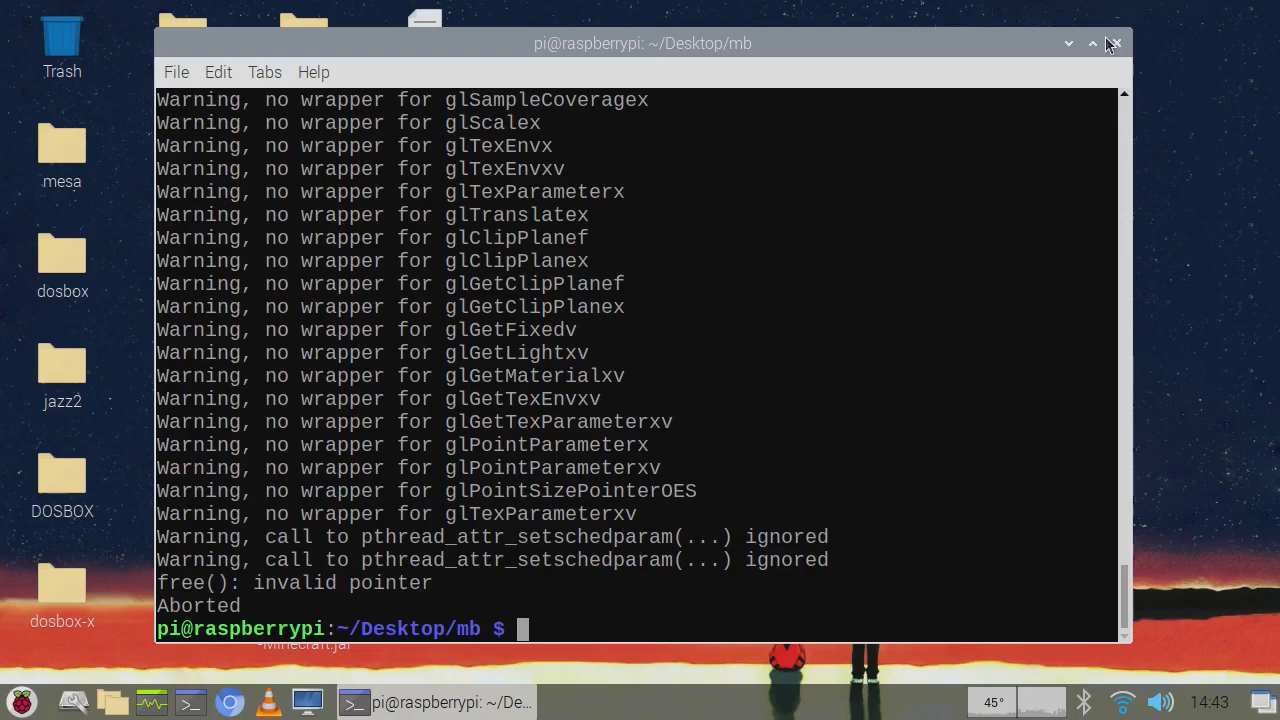 pi@raspberrypi: ~/Desktop/mb
File Edit Tabs Help
Warning, no wrapper for glSampleCoveragex
Warning, no wrapper for glScalex
Warning, no wrapper for glTexEnvx
Warning, no wrapper for glTexEnvxv
Warning, no wrapper for glTexParameterx
Warning, no wrapper for glTranslatex
Warning, no wrapper for glClipPlanef
Warning, no wrapper for glClipPlanex
Warning, no wrapper for glGetClipPlanef
Warning, no wrapper for glGetClipPlanex
Warning, no wrapper for glGetFixedv
Warning, no wrapper for glGetLightxv
Warning, no wrapper for glGetMaterialxv
Warning, no wrapper for glGetTexEnvxv
Warning, no wrapper for glGetTexParameterxv
Warning, no wrapper for glPointParameterx
Warning, no wrapper for glPointParameterxv
Warning, no wrapper for glPointSizePointerOES
Warning, no wrapper for glTexParameterxv
Warning, call to pthread_attr_setschedparam(...) ignored
Warning, call to pthread_attr_setschedparam(...) ignored
free(): invalid pointer
Aborted
pi@raspberrypi:~/Desktop/mb $
Trash
mesa
dosbox
jazz2
DOSBOX
dosbox-x
-Minecraft.jar
pi@raspberrypi: ~/De...
45°
14:43